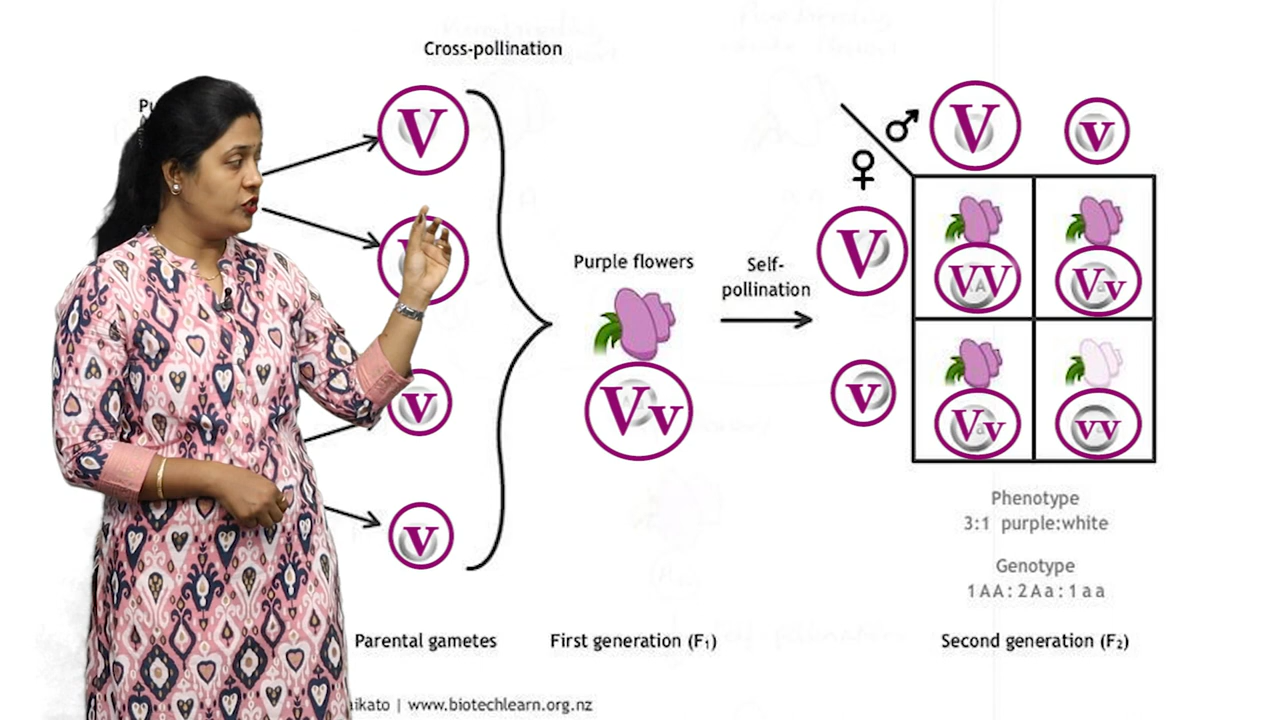 Cross-pollination
V
V
v
v
Purple flowers
Vv
Self-
pollination
♂
♀
V
v
V
v
VV
Vv
Vv
vv
Phenotype
3:1 purple:white
Genotype
1AA:2Aa:1aa
Parental gametes
First generation (F₁)
Second generation (F₂)
| www.biotechlearn.org.nz